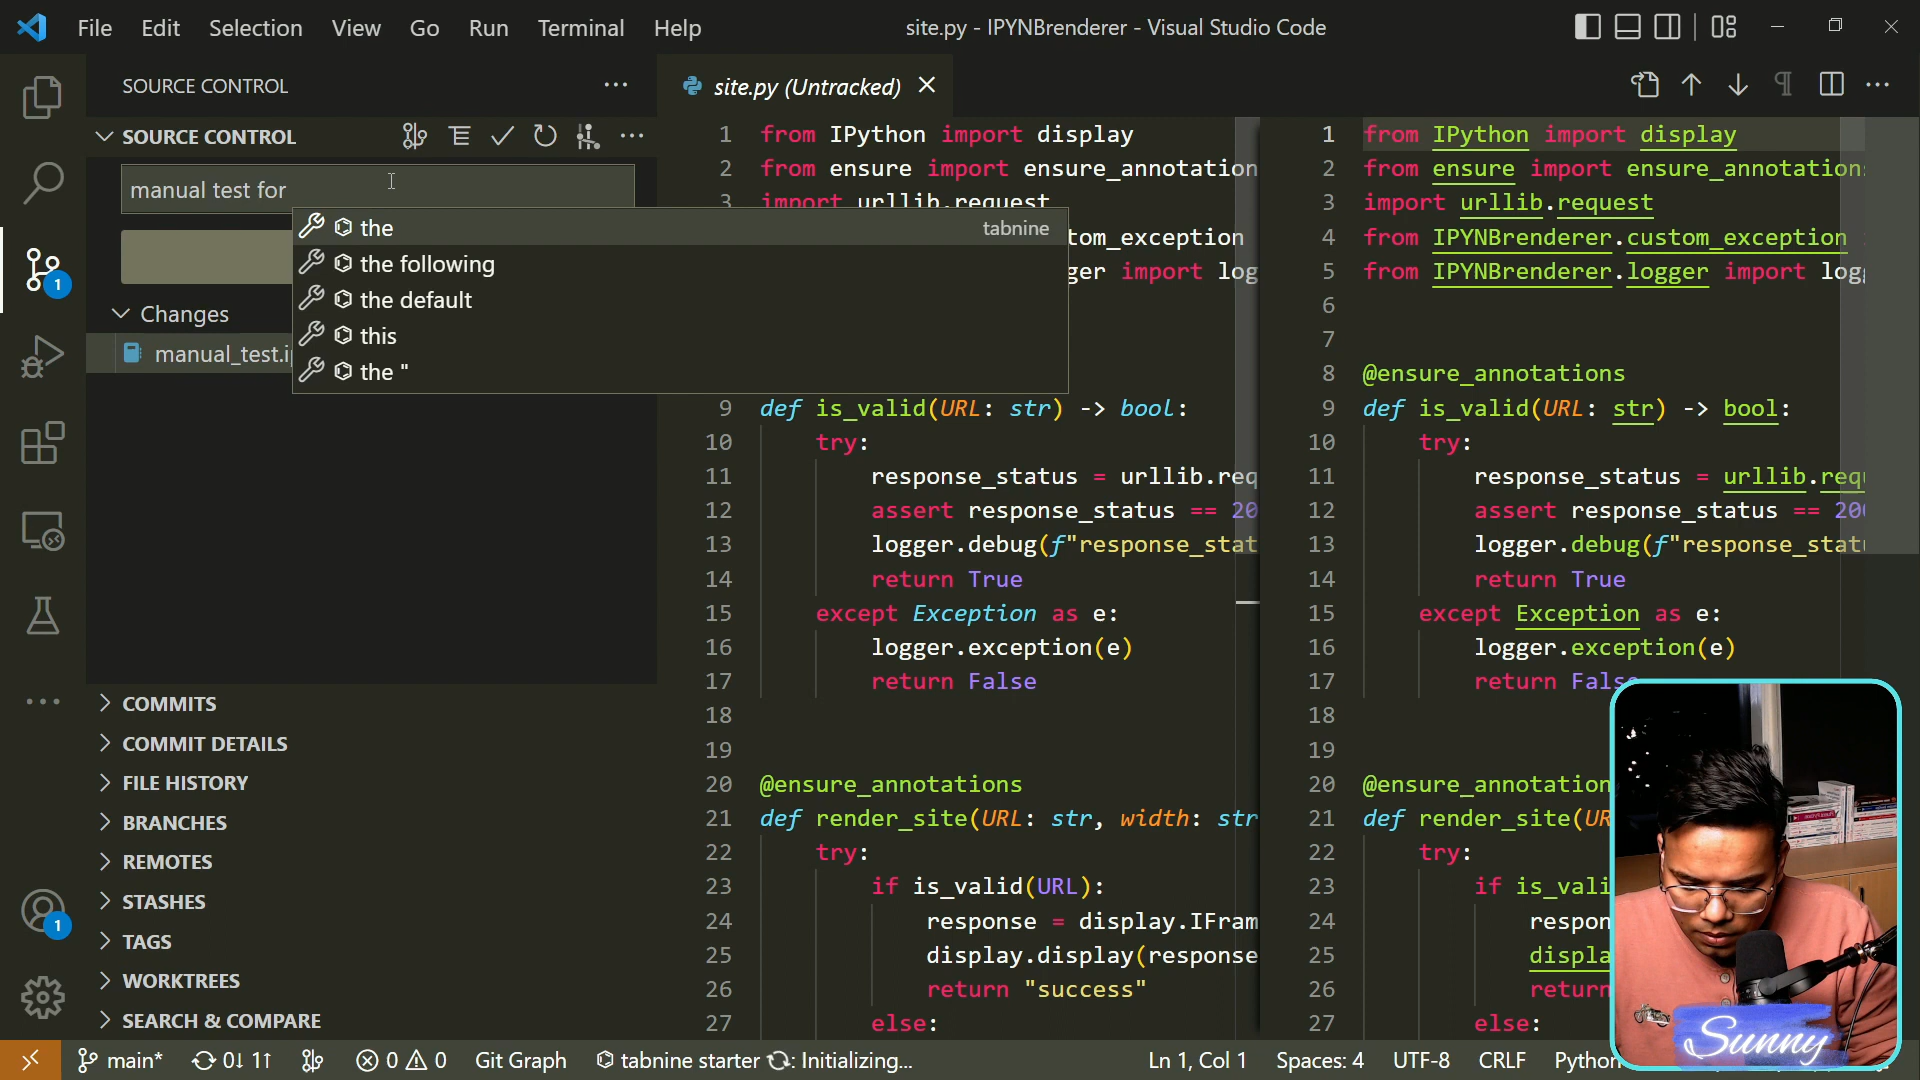 File Edit Selection View Go Run Terminal Help
site.py - IPYNBrenderer - Visual Studio Code
SOURCE CONTROL
SOURCE CONTROL
manual test for
the tabnine
the following
the default
this
the "
Changes
manual_test.i
1
COMMITS
COMMIT DETAILS
FILE HISTORY
BRANCHES
REMOTES
STASHES
TAGS
WORKTREES
SEARCH & COMPARE
1
site.py (Untracked)
1 from IPython import display
2 from ensure import ensure_annotation
3 import urllib.request
tom_exception
ger import log
9 def is_valid(URL: str) -> bool:
10 try:
11 response_status = urllib.req
12 assert response_status == 20
13 logger.debug(f"response_stat
14 return True
15 except Exception as e:
16 logger.exception(e)
17 return False
18
19
20 @ensure_annotations
21 def render_site(URL: str, width: str
22 try:
23 if is_valid(URL):
24 response = display.IFram
25 display.display(response
26 return "success"
27 else:
1 from IPython import display
2 from ensure import ensure_annotation
3 import urllib.request
4 from IPYNBrenderer.custom_exception
5 from IPYNBrenderer.logger import log
6
7
8 @ensure_annotations
9 def is_valid(URL: str) -> bool:
10 try:
11 response_status = urllib.req
12 assert response_status == 20
13 logger.debug(f"response_stat
14 return True
15 except Exception as e:
16 logger.exception(e)
17 return False
18
19
20 @ensure_annotation
21 def render_site(UR
22 try:
23 if is_vali
24 respon
25 displa
26 return
27 else:
Sunny
main* 0↓ 1↑ 0 0 Git Graph tabnine starter : Initializing...
Ln 1, Col 1 Spaces: 4 UTF-8 CRLF Python